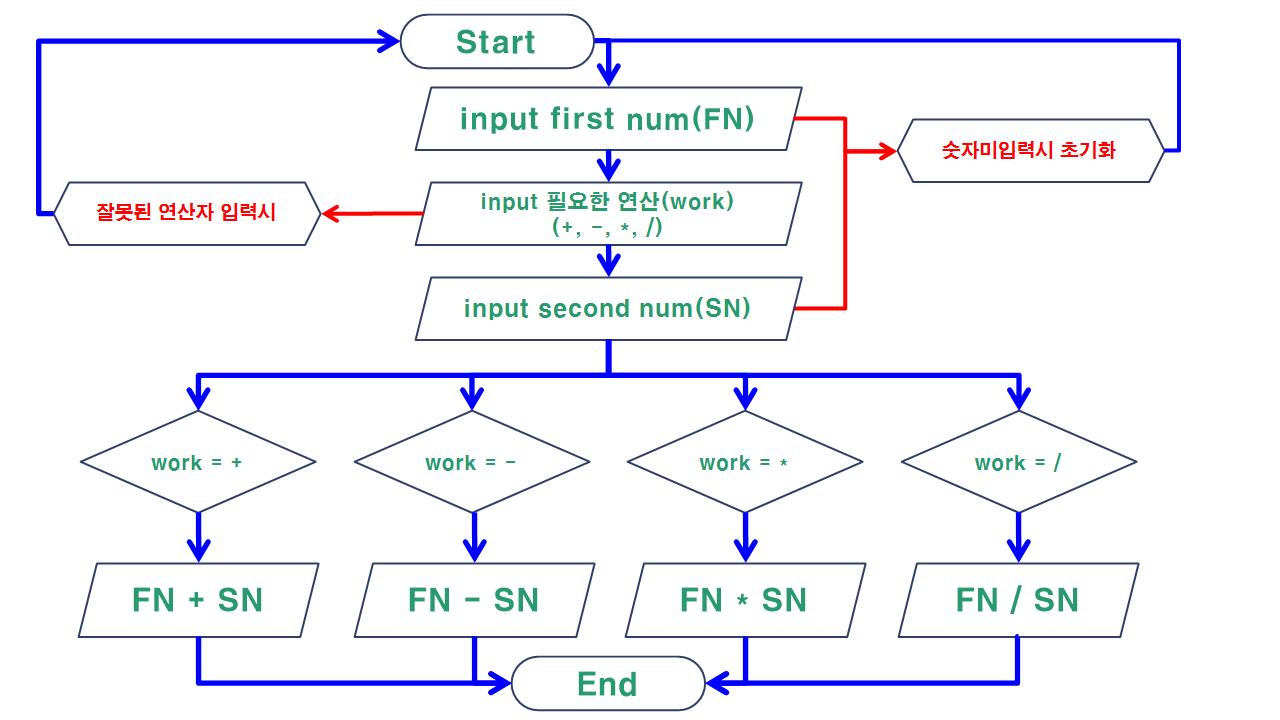 Start
input first num(FN)
숫자미입력시 초기화
input 필요한 연산(work)
(+, -, *, /)
잘못된 연산자 입력시
input second num(SN)
work = +
work = -
work = *
work = /
FN + SN
FN - SN
FN * SN
FN / SN
End